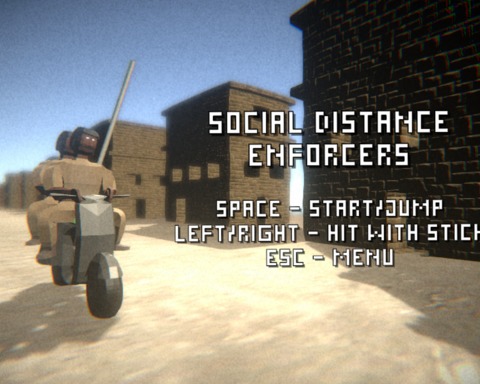 SOCIAL DISTANCE
ENFORCERS
SPACE - START/JUMP
LEFT/RIGHT - HIT WITH STICK
ESC - MENU